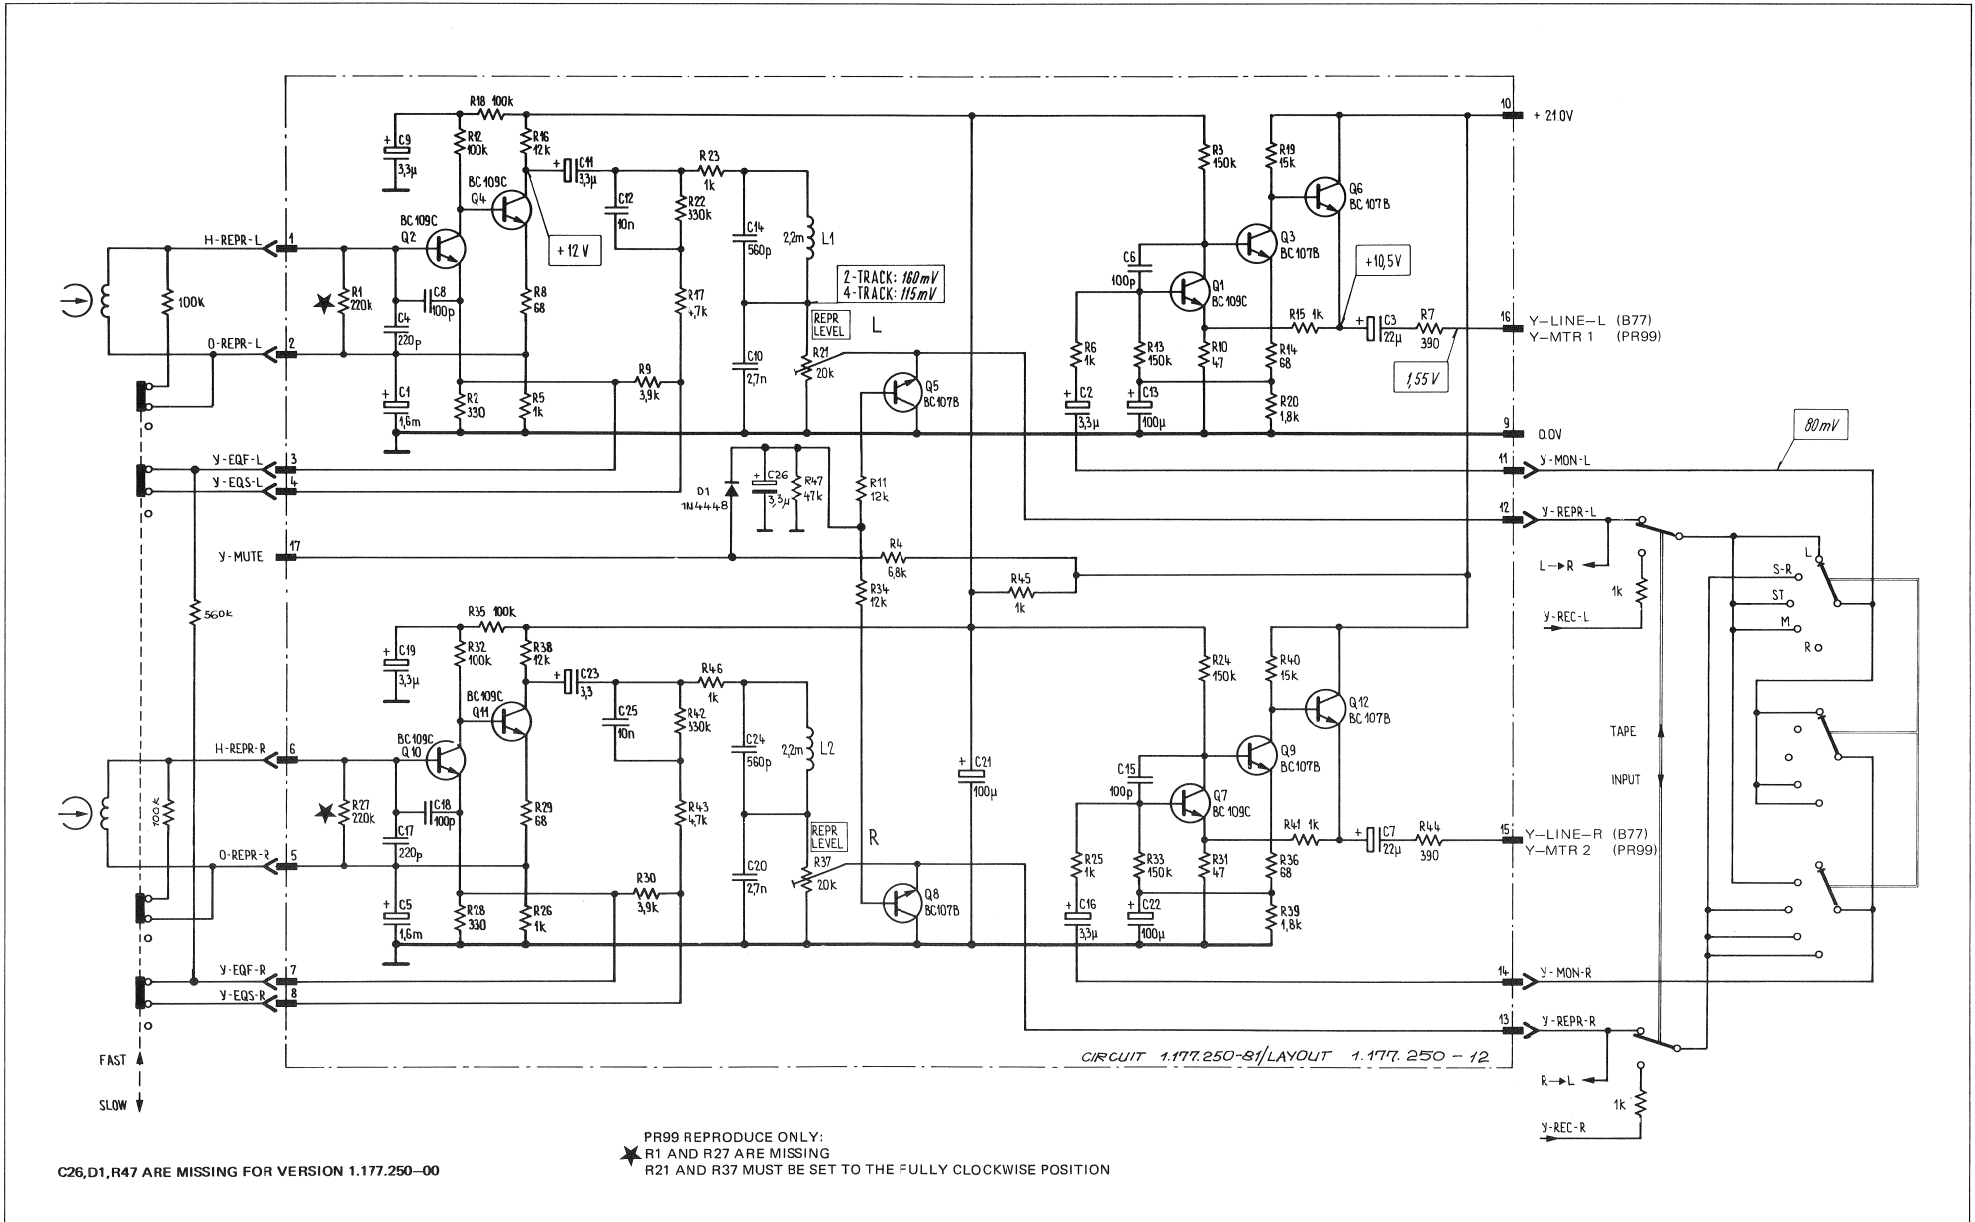 R18 100k
10
+ 21.0V
+ C9
3,3µ
R12
100k
R16
12k
+ C11
3,3µ
R23
1k
R3
150k
R19
15k
BC109C
Q4
C12
10n
R22
330k
Q6
BC107B
BC109C
Q2
H-REPR-L
1
+12V
C14
560p
2,2m
L1
Q3
BC107B
+10,5V
C6
100p
2-TRACK: 160mV
4-TRACK: 115mV
100K
R1
220k
C8
100p
R8
68
R17
4,7k
Q1
BC109C
REPR
LEVEL
L
C4
220p
R15 1k
+ C3
22µ
R7
390
16
Y-LINE-L (B77)
Y-MTR 1 (PR99)
O-REPR-L
2
R9
3,9k
C10
2,7n
R21
20k
R6
1k
R13
150k
R10
47
R14
68
1,55V
Q5
BC107B
+ C1
1,6m
R2
330
R5
1k
+ C2
3,3µ
+ C13
100µ
R20
1,8k
80mV
9
0.0V
Y-EQF-L
3
11
Y-MON-L
Y-EQS-L
4
D1
1N4448
+ C26
3,3µ
R47
47k
R11
12k
12
Y-REPR-L
Y-MUTE
17
R4
6,8k
L→R
L
S-R
ST
M
R
1k
Y-REC-L
R34
12k
R45
1k
560k
R35 100k
+ C19
3,3µ
R32
100k
R38
12k
+ C23
3,3
R46
1k
R24
150k
R40
15k
BC109C
Q11
C25
10n
R42
330k
Q12
BC107B
BC109C
Q10
H-REPR-R
6
C24
560p
2,2m
L2
+ C21
100µ
Q9
BC107B
C15
100p
TAPE
INPUT
100k
R27
220k
C18
100p
R29
68
R43
4,7k
Q7
BC109C
REPR
LEVEL
R
C17
220p
R41 1k
+ C7
22µ
R44
390
15
Y-LINE-R (B77)
Y-MTR 2 (PR99)
O-REPR-R
5
R30
3,9k
C20
2,7n
R37
20k
R25
1k
R33
150k
R31
47
R36
68
Q8
BC107B
+ C5
1,6m
R28
330
R26
1k
+ C16
3,3µ
+ C22
100µ
R39
1,8k
Y-EQF-R
7
14
Y-MON-R
Y-EQS-R
8
13
Y-REPR-R
FAST
SLOW
CIRCUIT 1.177.250-81/LAYOUT 1.177.250-12
R→L
1k
Y-REC-R
PR99 REPRODUCE ONLY:
R1 AND R27 ARE MISSING
R21 AND R37 MUST BE SET TO THE FULLY CLOCKWISE POSITION
C26,D1,R47 ARE MISSING FOR VERSION 1.177.250-00